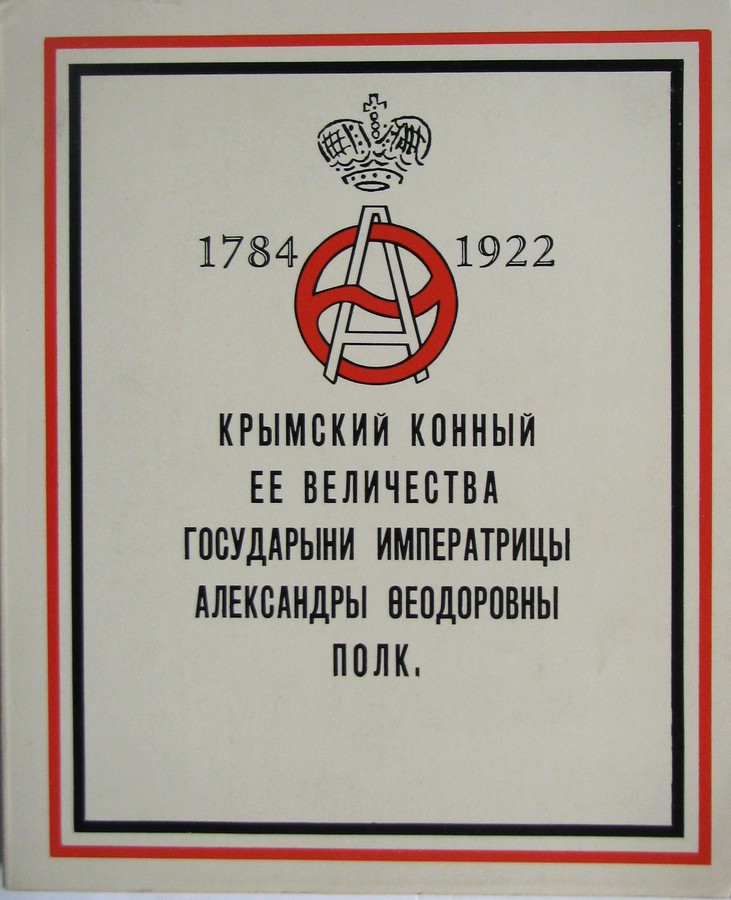 1784 1922
КРЫМСКИЙ КОННЫЙ
ЕЕ ВЕЛИЧЕСТВА
ГОСУДАРЫНИ ИМПЕРАТРИЦЫ
АЛЕКСАНДРЫ ѲЕОДОРОВНЫ
ПОЛК.